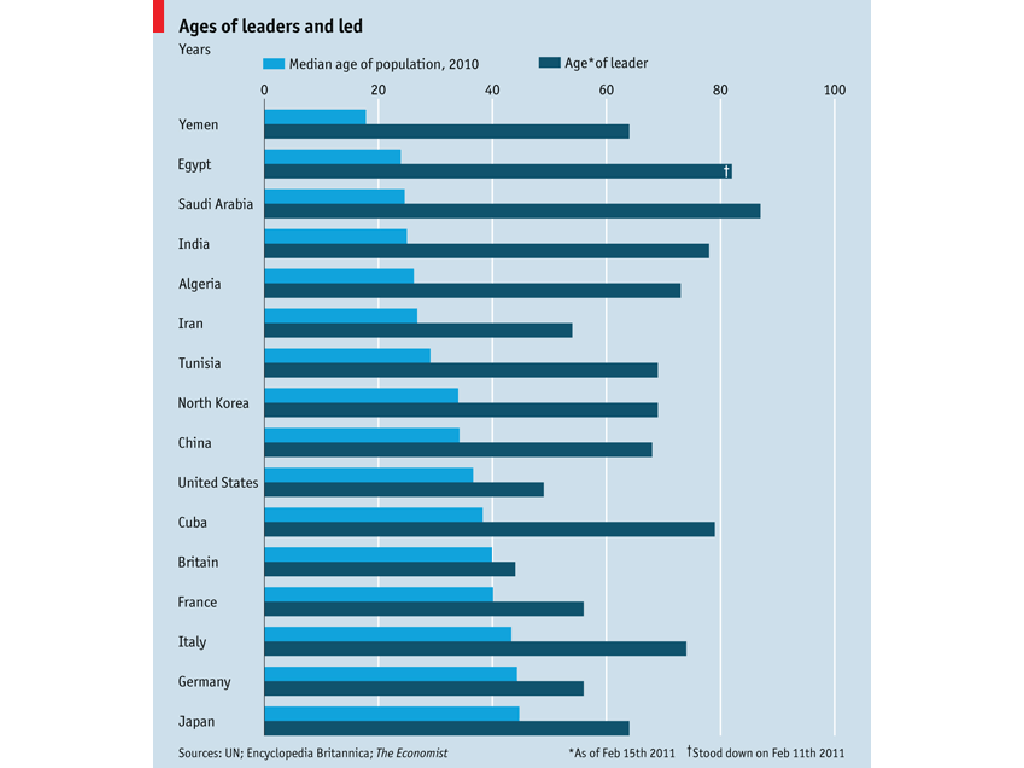 Ages of leaders and led
Years
Median age of population, 2010 Age* of leader
0 20 40 60 80 100
Yemen
Egypt †
Saudi Arabia
India
Algeria
Iran
Tunisia
North Korea
China
United States
Cuba
Britain
France
Italy
Germany
Japan
Sources: UN; Encyclopedia Britannica; The Economist *As of Feb 15th 2011 †Stood down on Feb 11th 2011